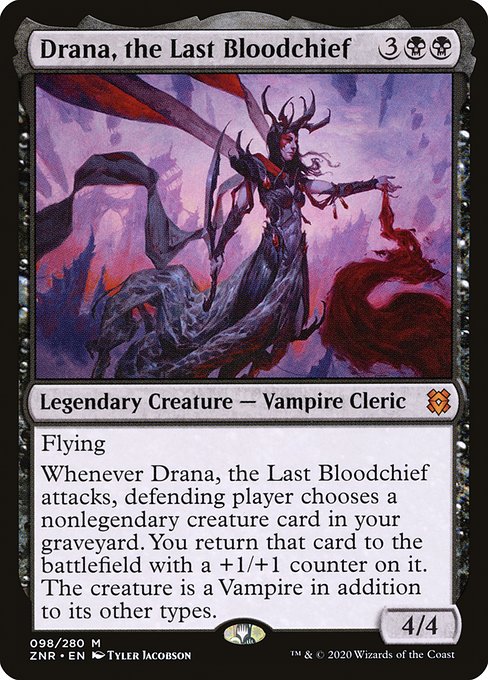 Drana, the Last Bloodchief 3
Legendary Creature — Vampire Cleric
Flying
Whenever Drana, the Last Bloodchief
attacks, defending player chooses a
nonlegendary creature card in your
graveyard. You return that card to the
battlefield with a +1/+1 counter on it.
The creature is a Vampire in addition
to its other types.
4/4
098/280 M
ZNR • EN Tyler Jacobson
™ & © 2020 Wizards of the Coast